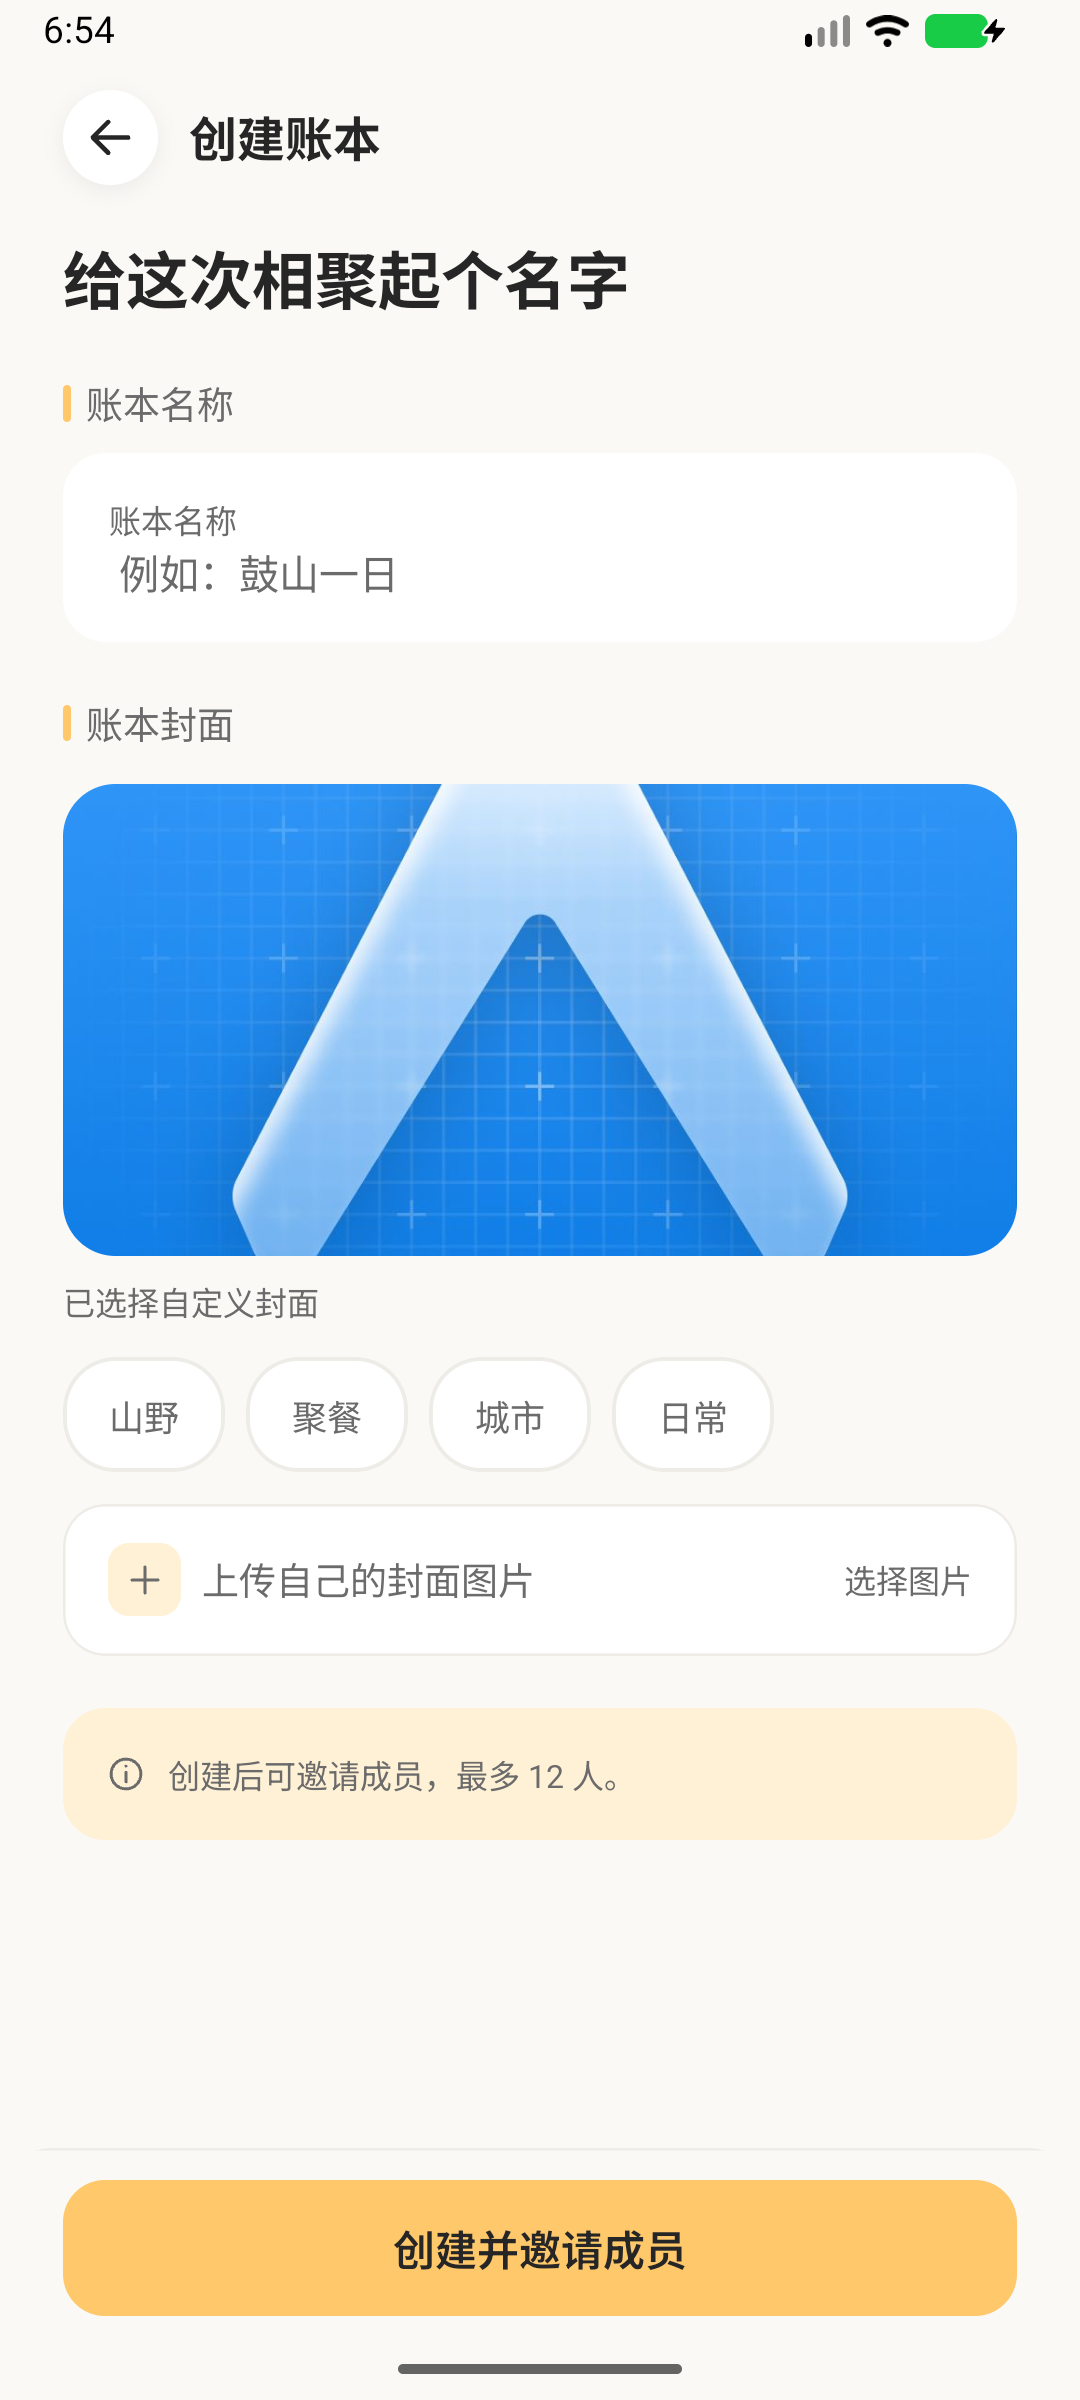 6:54
创建账本
给这次相聚起个名字
账本名称
账本名称
例如：鼓山一日
账本封面
已选择自定义封面
山野
聚餐
城市
日常
上传自己的封面图片
选择图片
创建后可邀请成员，最多 12 人。
创建并邀请成员